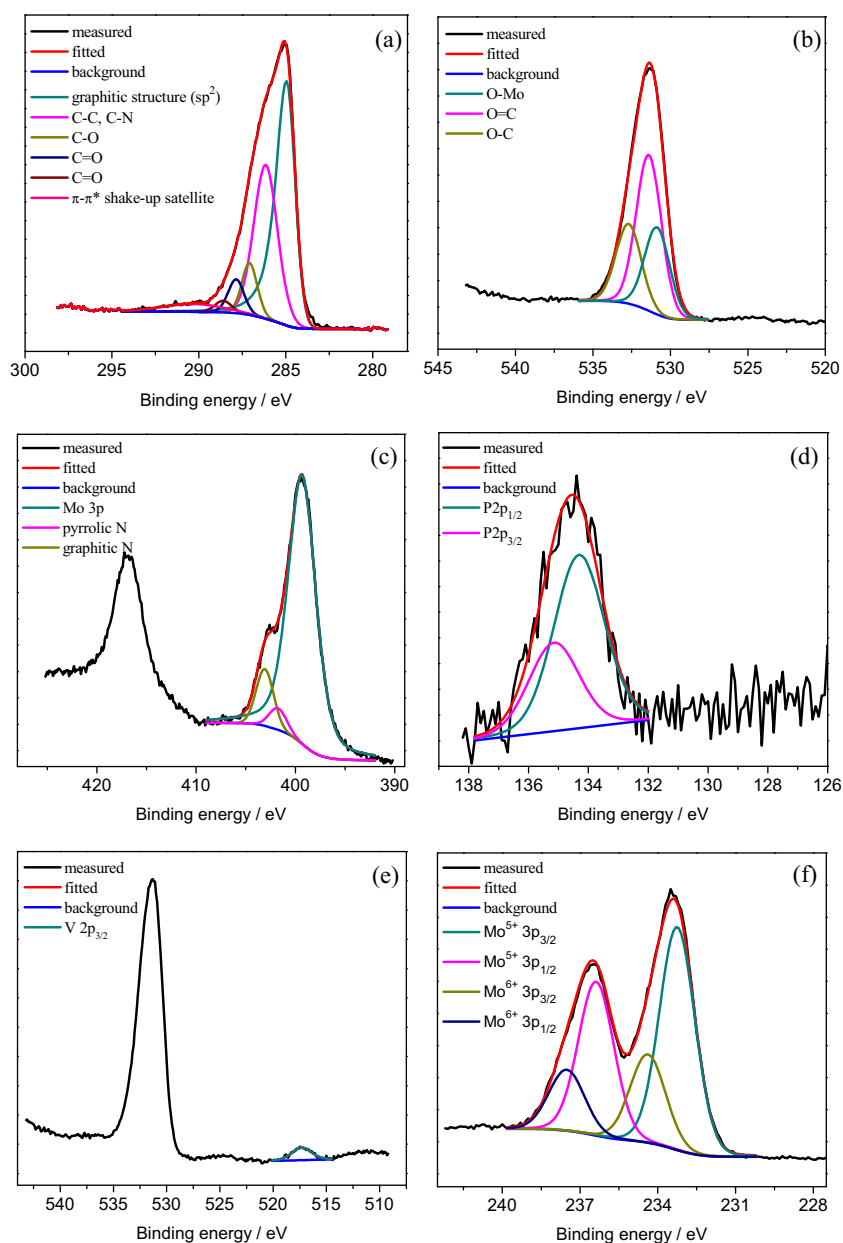 (a)
measured
fitted
background
graphitic structure (sp²)
C-C, C-N
C-O
C=O
C=O
π-π* shake-up satellite
300 295 290 285 280
Binding energy / eV
(b)
measured
fitted
background
O-Mo
O=C
O-C
545 540 535 530 525 520
Binding energy / eV
(c)
measured
fitted
background
Mo 3p
pyrrolic N
graphitic N
420 410 400 390
Binding energy / eV
(d)
measured
fitted
background
P2p1/2
P2p3/2
138 136 134 132 130 128 126
Binding energy / eV
(e)
measured
fitted
background
V 2p3/2
540 530 520 510
Binding energy / eV
(f)
measured
fitted
background
Mo⁵⁺ 3p3/2
Mo⁵⁺ 3p1/2
Mo⁶⁺ 3p3/2
Mo⁶⁺ 3p1/2
240 237 234 231 228
Binding energy / eV